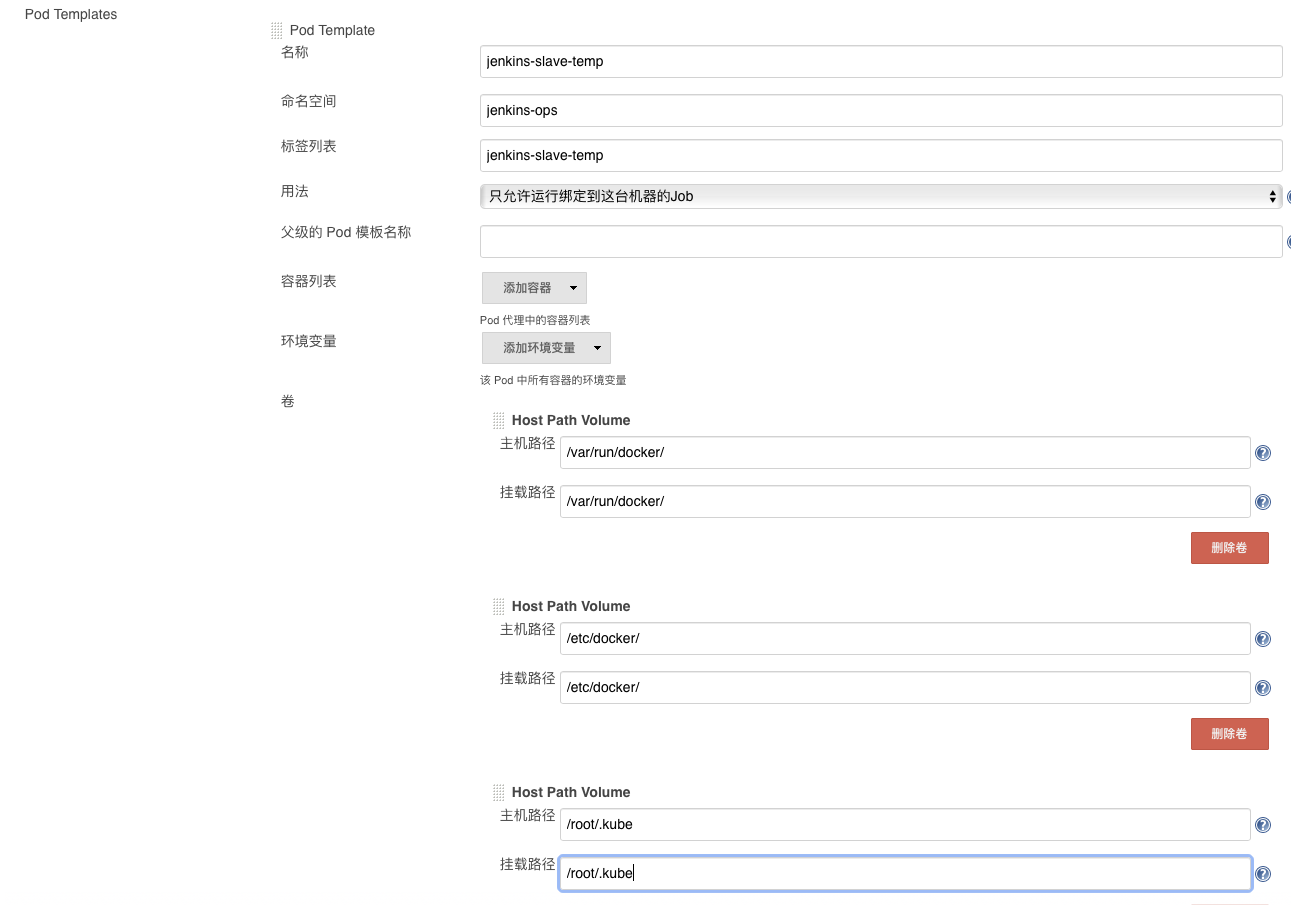 Pod Templates
Pod Template
名称
jenkins-slave-temp
命名空间
jenkins-ops
标签列表
jenkins-slave-temp
用法
只允许运行绑定到这台机器的Job
父级的 Pod 模板名称
容器列表
添加容器
Pod 代理中的容器列表
环境变量
添加环境变量
该 Pod 中所有容器的环境变量
卷
Host Path Volume
主机路径
/var/run/docker/
挂载路径
/var/run/docker/
删除卷
Host Path Volume
主机路径
/etc/docker/
挂载路径
/etc/docker/
删除卷
Host Path Volume
主机路径
/root/.kube
挂载路径
/root/.kube